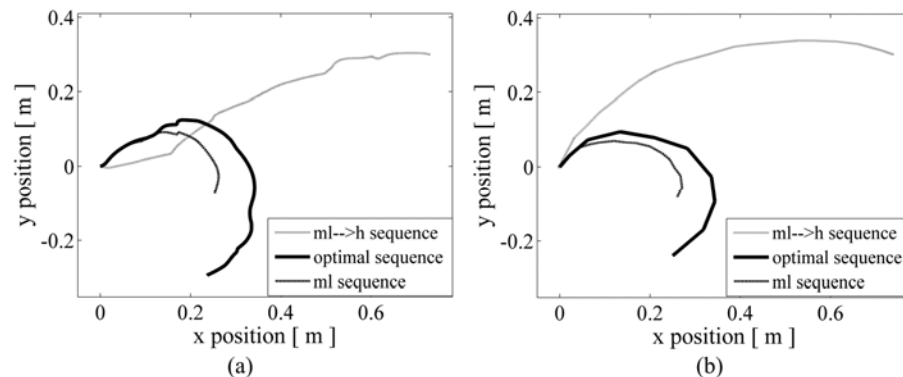 0.4
0.2
0
-0.2
y position [ m ]
ml-->h sequence
optimal sequence
ml sequence
0 0.2 0.4 0.6
x position [ m ]
(a)
0.4
0.2
0
-0.2
y position [ m ]
ml-->h sequence
optimal sequence
ml sequence
0 0.2 0.4 0.6
x position [ m ]
(b)